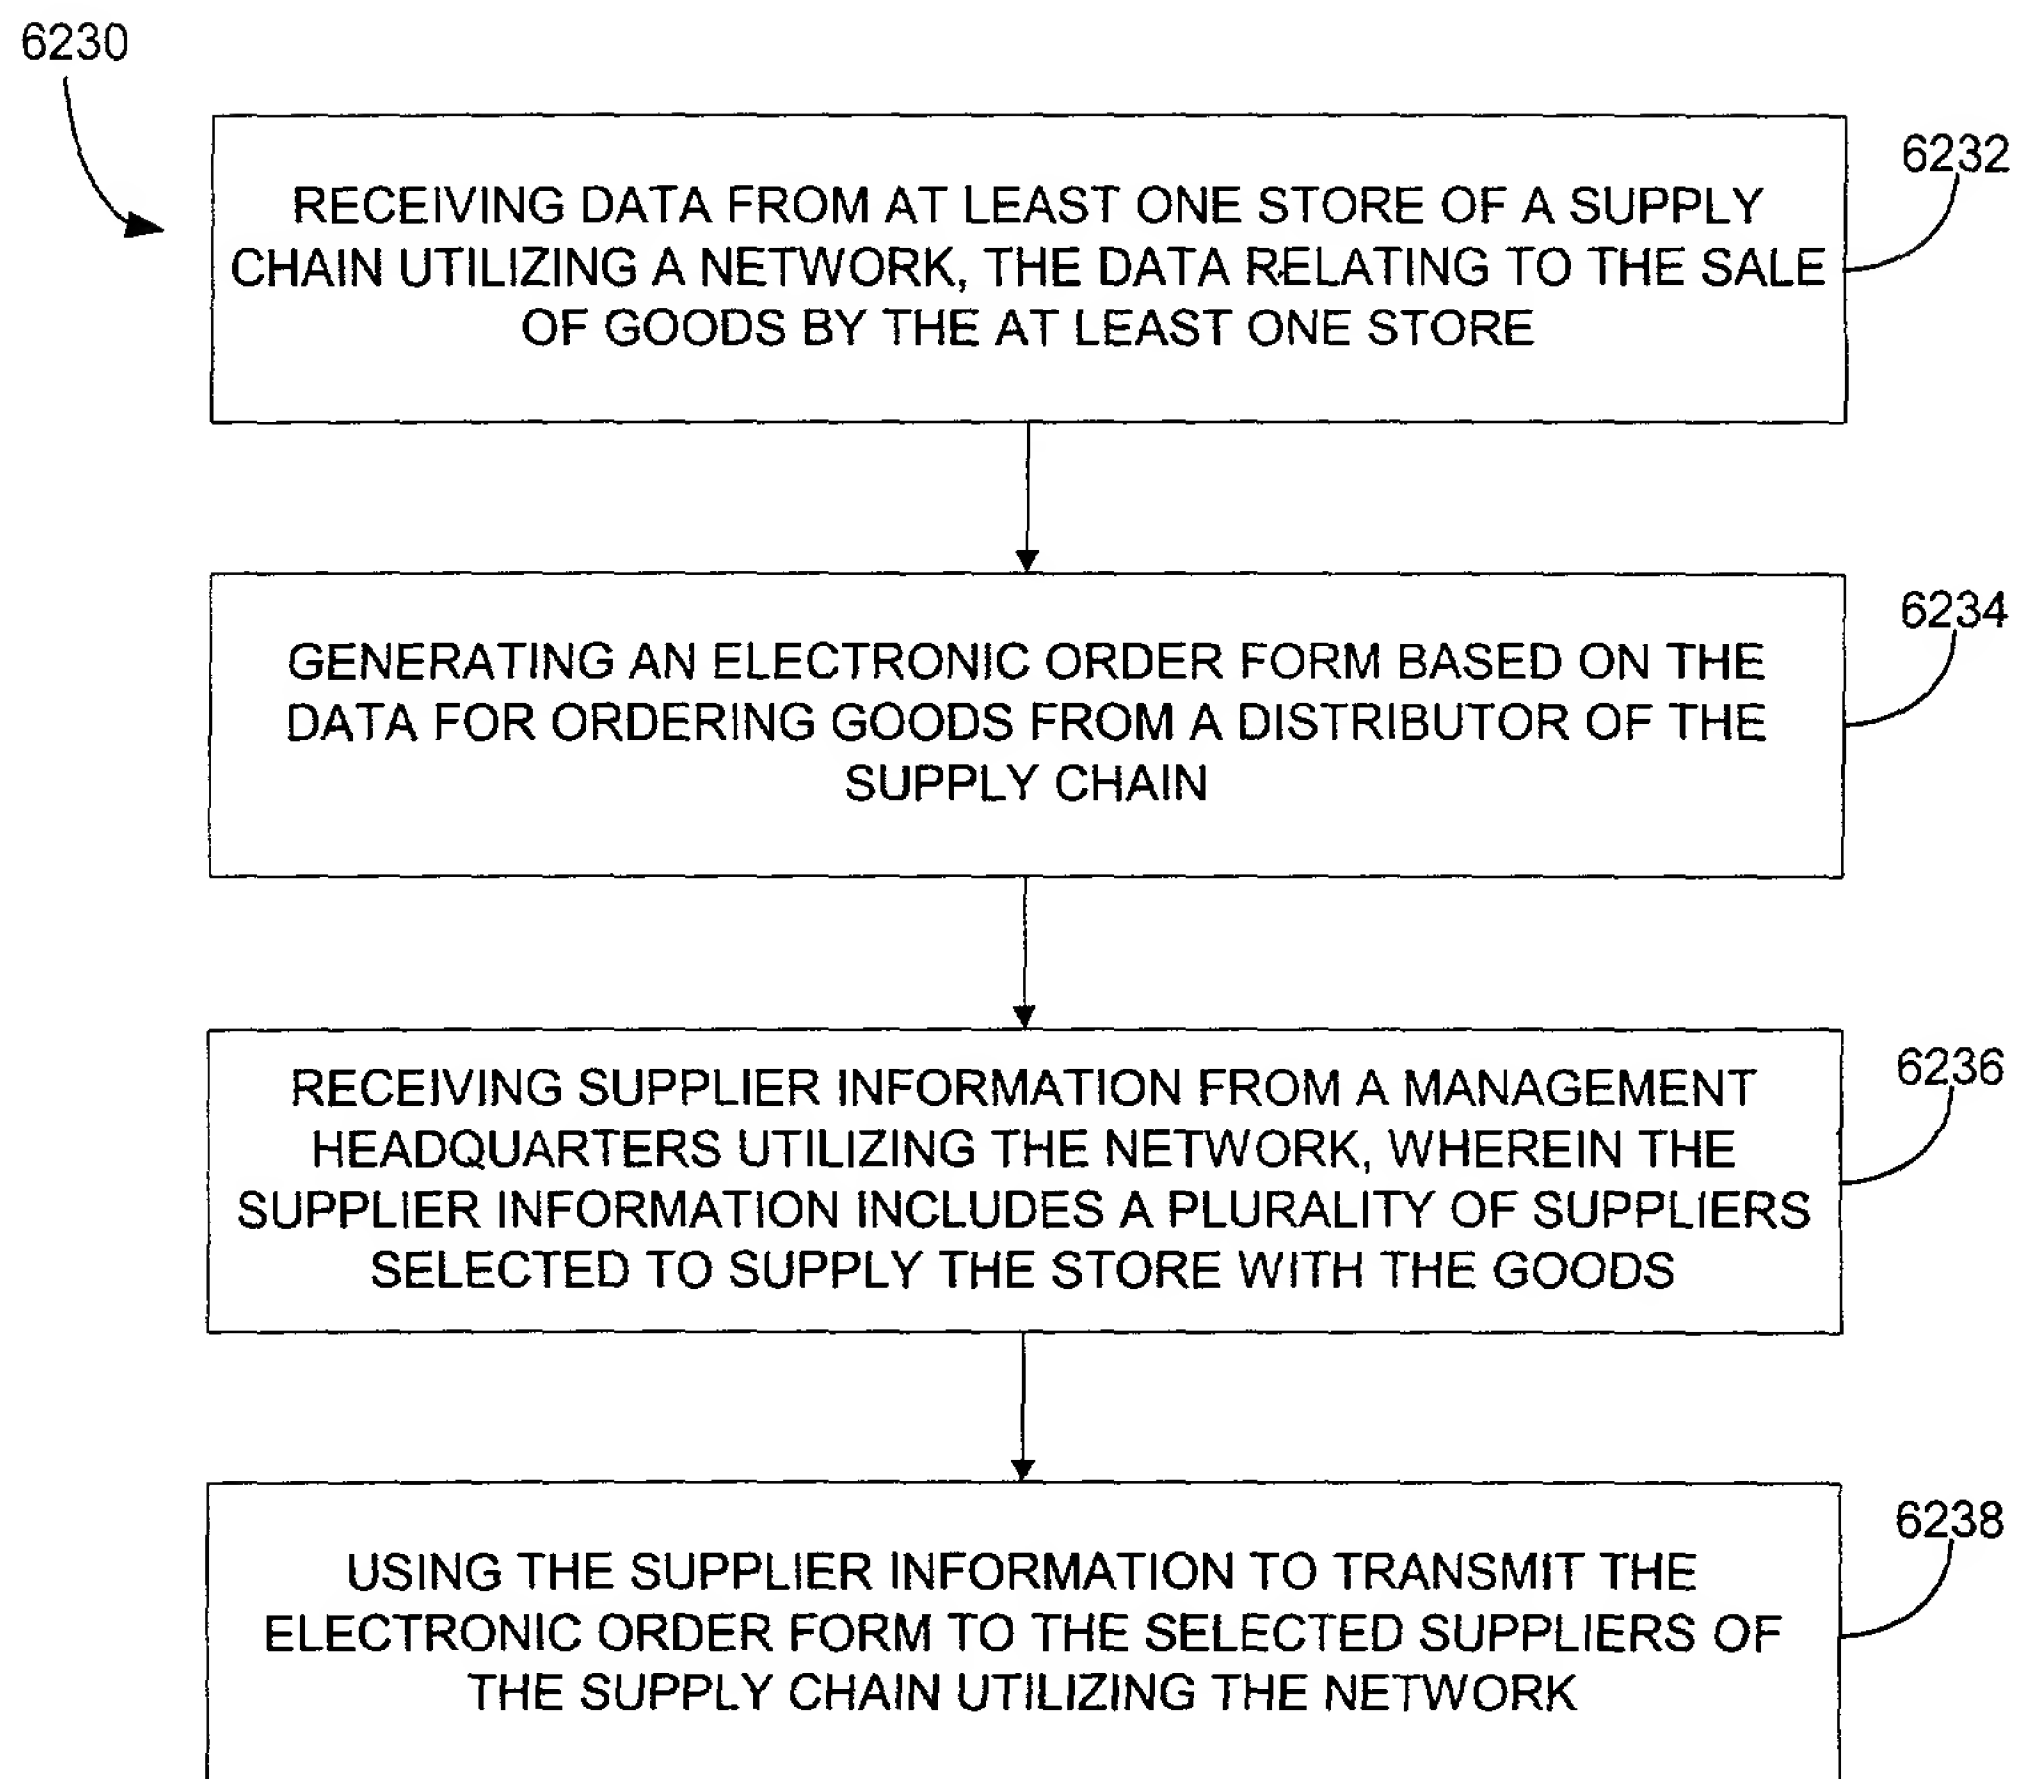 6230
6232
RECEIVING DATA FROM AT LEAST ONE STORE OF A SUPPLY
CHAIN UTILIZING A NETWORK, THE DATA RELATING TO THE SALE
OF GOODS BY THE AT LEAST ONE STORE
6234
GENERATING AN ELECTRONIC ORDER FORM BASED ON THE
DATA FOR ORDERING GOODS FROM A DISTRIBUTOR OF THE
SUPPLY CHAIN
6236
RECEIVING SUPPLIER INFORMATION FROM A MANAGEMENT
HEADQUARTERS UTILIZING THE NETWORK, WHEREIN THE
SUPPLIER INFORMATION INCLUDES A PLURALITY OF SUPPLIERS
SELECTED TO SUPPLY THE STORE WITH THE GOODS
6238
USING THE SUPPLIER INFORMATION TO TRANSMIT THE
ELECTRONIC ORDER FORM TO THE SELECTED SUPPLIERS OF
THE SUPPLY CHAIN UTILIZING THE NETWORK